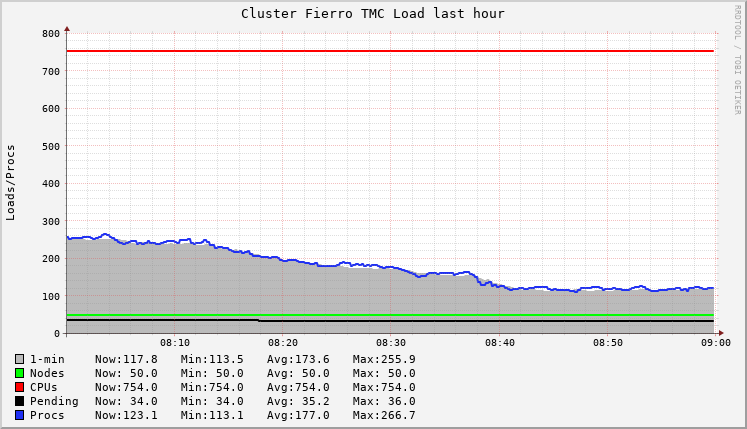 Cluster Fierro TMC Load last hour
RRDTOOL / TOBI OETIKER
Loads/Procs
800
700
600
500
400
300
200
100
0
08:10 08:20 08:30 08:40 08:50 09:00
1-min Now:117.8 Min:113.5 Avg:173.6 Max:255.9
Nodes Now: 50.0 Min: 50.0 Avg: 50.0 Max: 50.0
CPUs Now:754.0 Min:754.0 Avg:754.0 Max:754.0
Pending Now: 34.0 Min: 34.0 Avg: 35.2 Max: 36.0
Procs Now:123.1 Min:113.1 Avg:177.0 Max:266.7